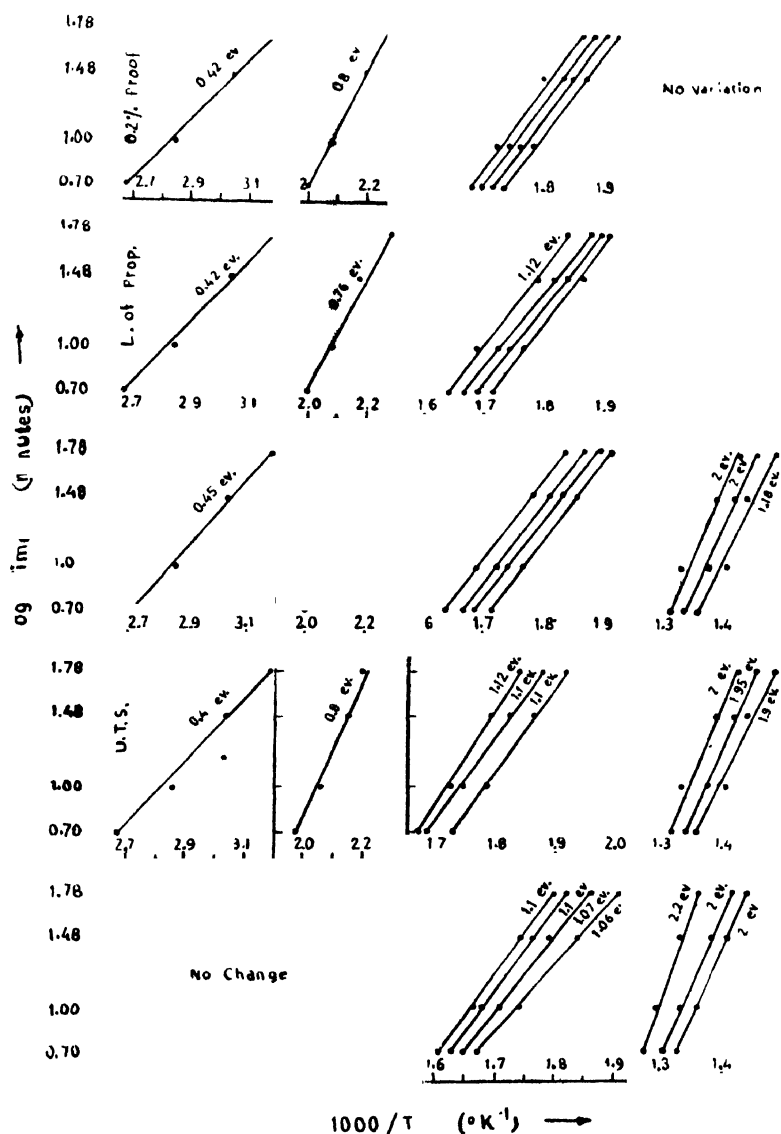 1.78
1.48
1.00
0.70
0.2% Proof
0.42 ev
0.8 ev
No variation
2.7 2.9 3.1 2 2.2 1.8 1.9
1.78
1.48
1.00
0.70
L. of Prop.
0.42 ev.
0.76 ev.
1.12 ev.
2.7 2.9 3.1 2.0 2.2 1.6 1.7 1.8 1.9
1.78
1.48
1.0
0.70
0.45 ev.
2 ev.
2 ev
1.18 ev.
2.7 2.9 3.1 2.0 2.2 6 1.7 1.8 1.9 1.3 1.4
1.78
1.48
1.00
0.70
U.T.S.
0.4 ev.
0.8 ev.
1.12 ev.
1.1 ev.
1.1 ev.
2 ev.
1.95 ev.
1.9 ev.
2.7 2.9 3.1 2.0 2.2 1.7 1.8 1.9 2.0 1.3 1.4
1.78
1.48
1.00
0.70
No Change
1.1 ev.
1.1 ev
1.07 ev.
1.06 ev.
2.2 ev
2 ev.
2 ev
1.6 1.7 1.8 1.9 1.3 1.4
1000/T (°K⁻¹)